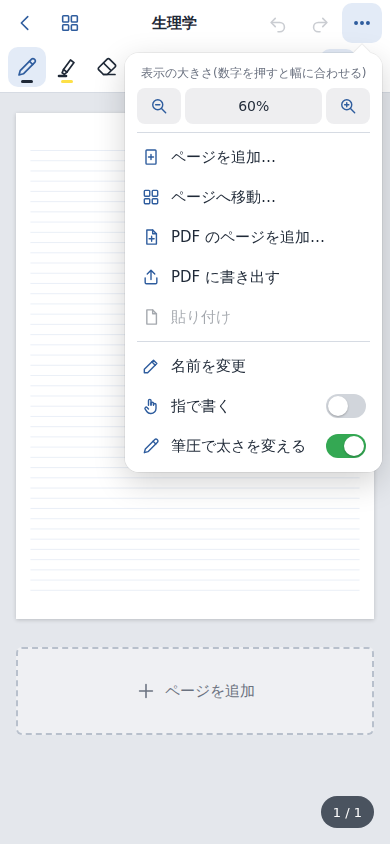 生理学
表示の大きさ(数字を押すと幅に合わせる)
60%
ページを追加…
ページへ移動…
PDF のページを追加…
PDF に書き出す
貼り付け
名前を変更
指で書く
筆圧で太さを変える
ページを追加
1 / 1